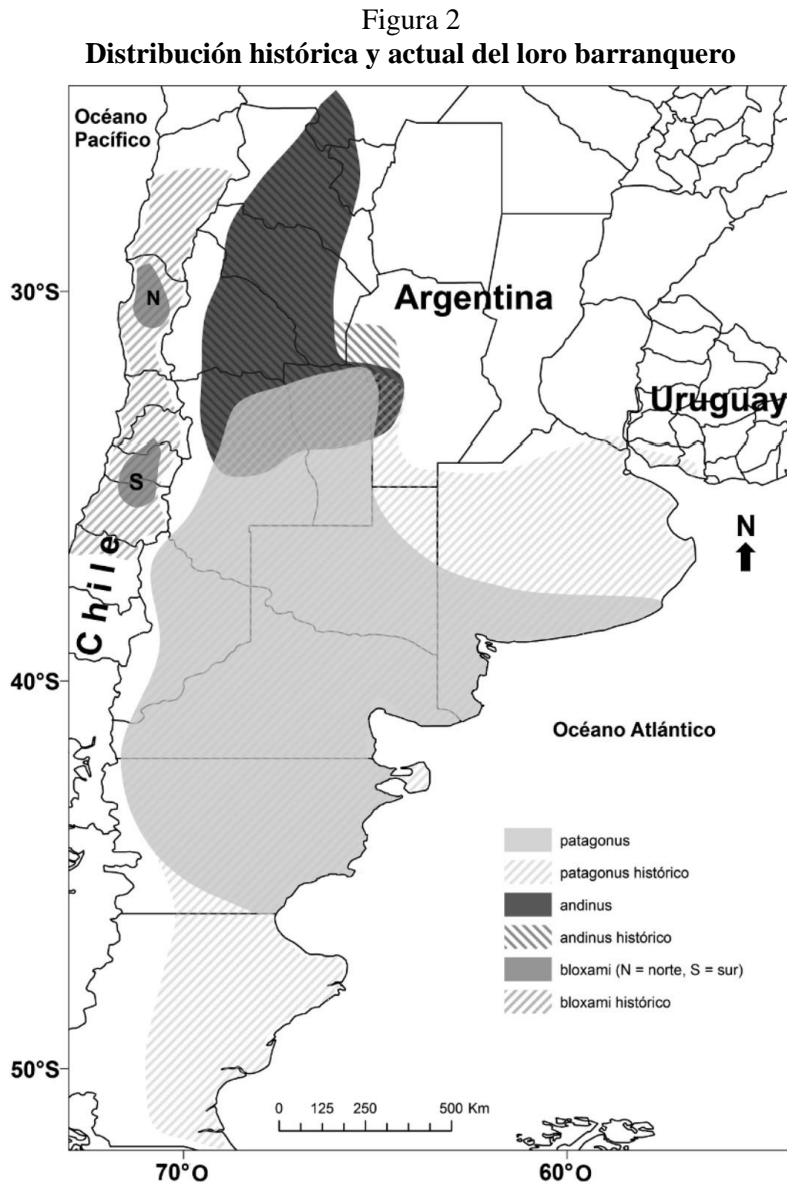 Figura 2
Distribución histórica y actual del loro barranquero
Océano
Pacífico
30°S
N
Argentina
Uruguay
S
N
Chile
40°S
Océano Atlántico
patagonus
patagonus histórico
andinus
andinus histórico
bloxami (N = norte, S = sur)
bloxami histórico
50°S
0 125 250 500 Km
70°O
60°O